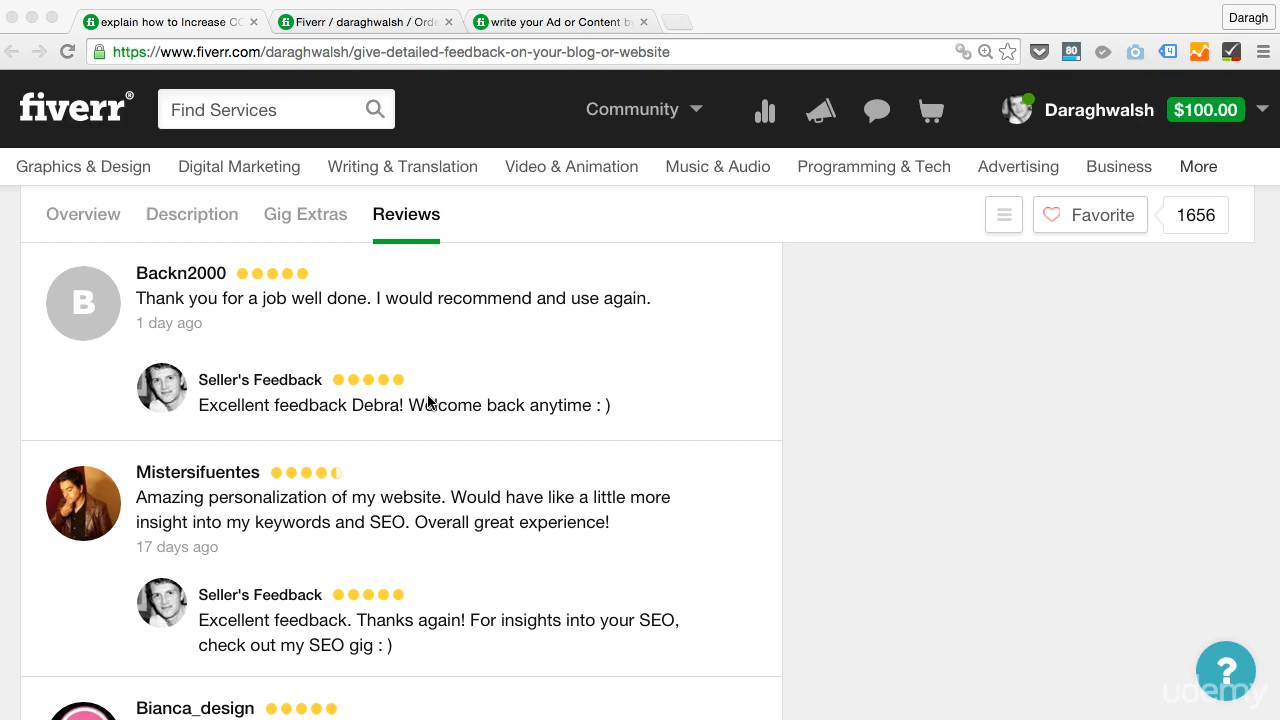 explain how to Increase CC
Fiverr / daraghwalsh / Orde
write your Ad or Content by
Daragh
https://www.fiverr.com/daraghwalsh/give-detailed-feedback-on-your-blog-or-website
80
4
fiverr®
Find Services
Community
Daraghwalsh
$100.00
Graphics & Design
Digital Marketing
Writing & Translation
Video & Animation
Music & Audio
Programming & Tech
Advertising
Business
More
Overview
Description
Gig Extras
Reviews
Favorite
1656
B
Backn2000
Thank you for a job well done. I would recommend and use again.
1 day ago
Seller's Feedback
Excellent feedback Debra! Welcome back anytime : )
Mistersifuentes
Amazing personalization of my website. Would have like a little more
insight into my keywords and SEO. Overall great experience!
17 days ago
Seller's Feedback
Excellent feedback. Thanks again! For insights into your SEO,
check out my SEO gig : )
Bianca_design
?
udemy